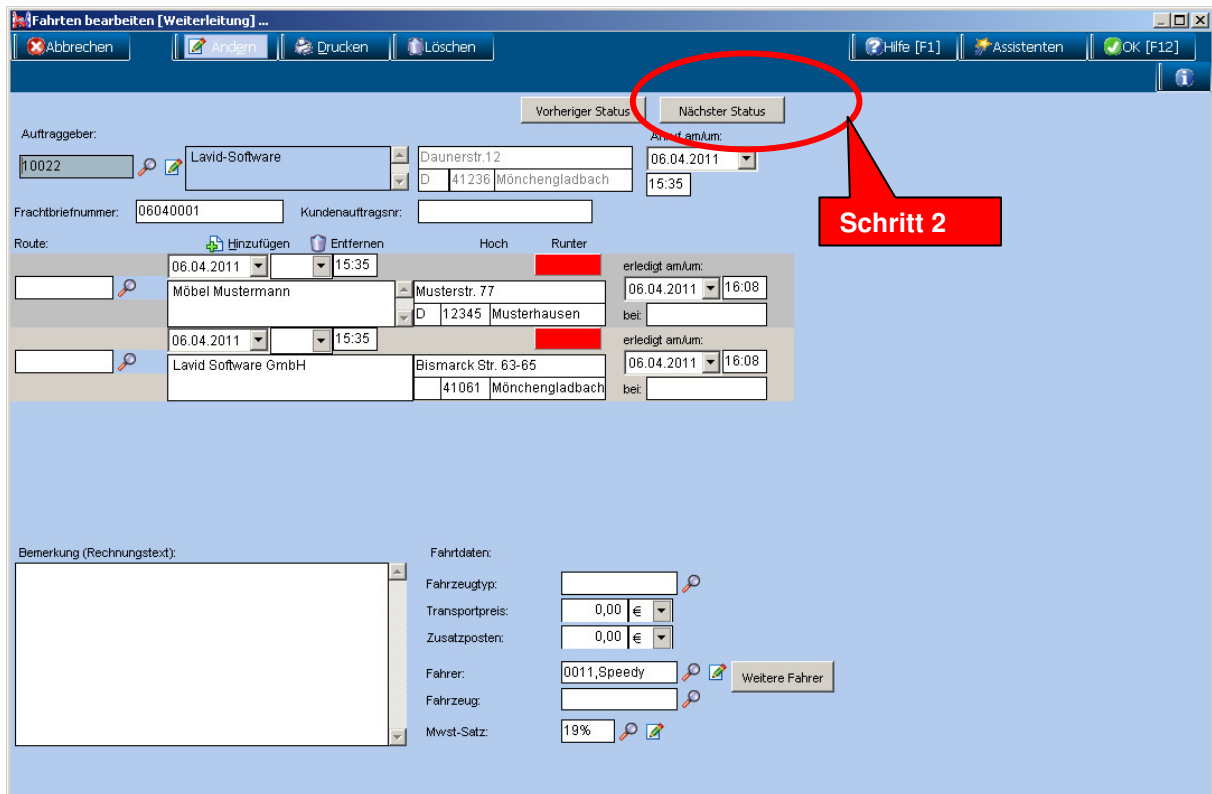 Fahrten bearbeiten [Weiterleitung] ...
Abbrechen Ändern Drucken Löschen Hilfe [F1] Assistenten OK [F12]
Vorheriger Status Nächster Status
Auftraggeber: Anruf am/um:
10022 Lavid-Software Daunerstr.12 06.04.2011
D 41236 Mönchengladbach 15:35
Schritt 2
Frachtbriefnummer: 06040001 Kundenauftragsnr:
Route: Hinzufügen Entfernen Hoch Runter
06.04.2011 15:35 erledigt am/um:
Möbel Mustermann Musterstr. 77 06.04.2011 16:08
D 12345 Musterhausen bei:
06.04.2011 15:35 erledigt am/um:
Lavid Software GmbH Bismarck Str. 63-65 06.04.2011 16:08
41061 Mönchengladbach bei:
Bemerkung (Rechnungstext): Fahrtdaten:
Fahrzeugtyp:
Transportpreis: 0,00 €
Zusatzposten: 0,00 €
Fahrer: 0011,Speedy Weitere Fahrer
Fahrzeug:
Mwst-Satz: 19%